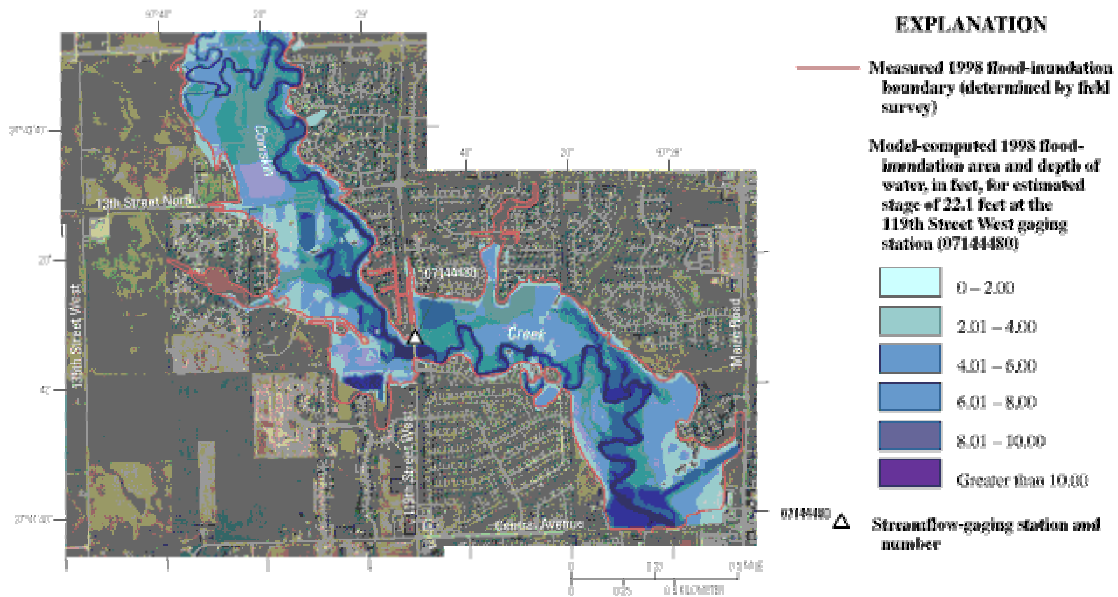 EXPLANATION
Measured 1998 flood-inundation
boundary (determined by field
survey)
Model-computed 1998 flood-
inundation area and depth of
water, in feet, for estimated
stage of 22.1 feet at the
119th Street West gaging
station (07144480)
0 – 2.00
2.01 – 4.00
4.01 – 6.00
6.01 – 8.00
8.01 – 10.00
Greater than 10.00
07144480
Streamflow-gaging station and
number
Cowskin
13th Street North
07144480
Creek
135th Street West
Maize Road
119th Street West
Central Avenue